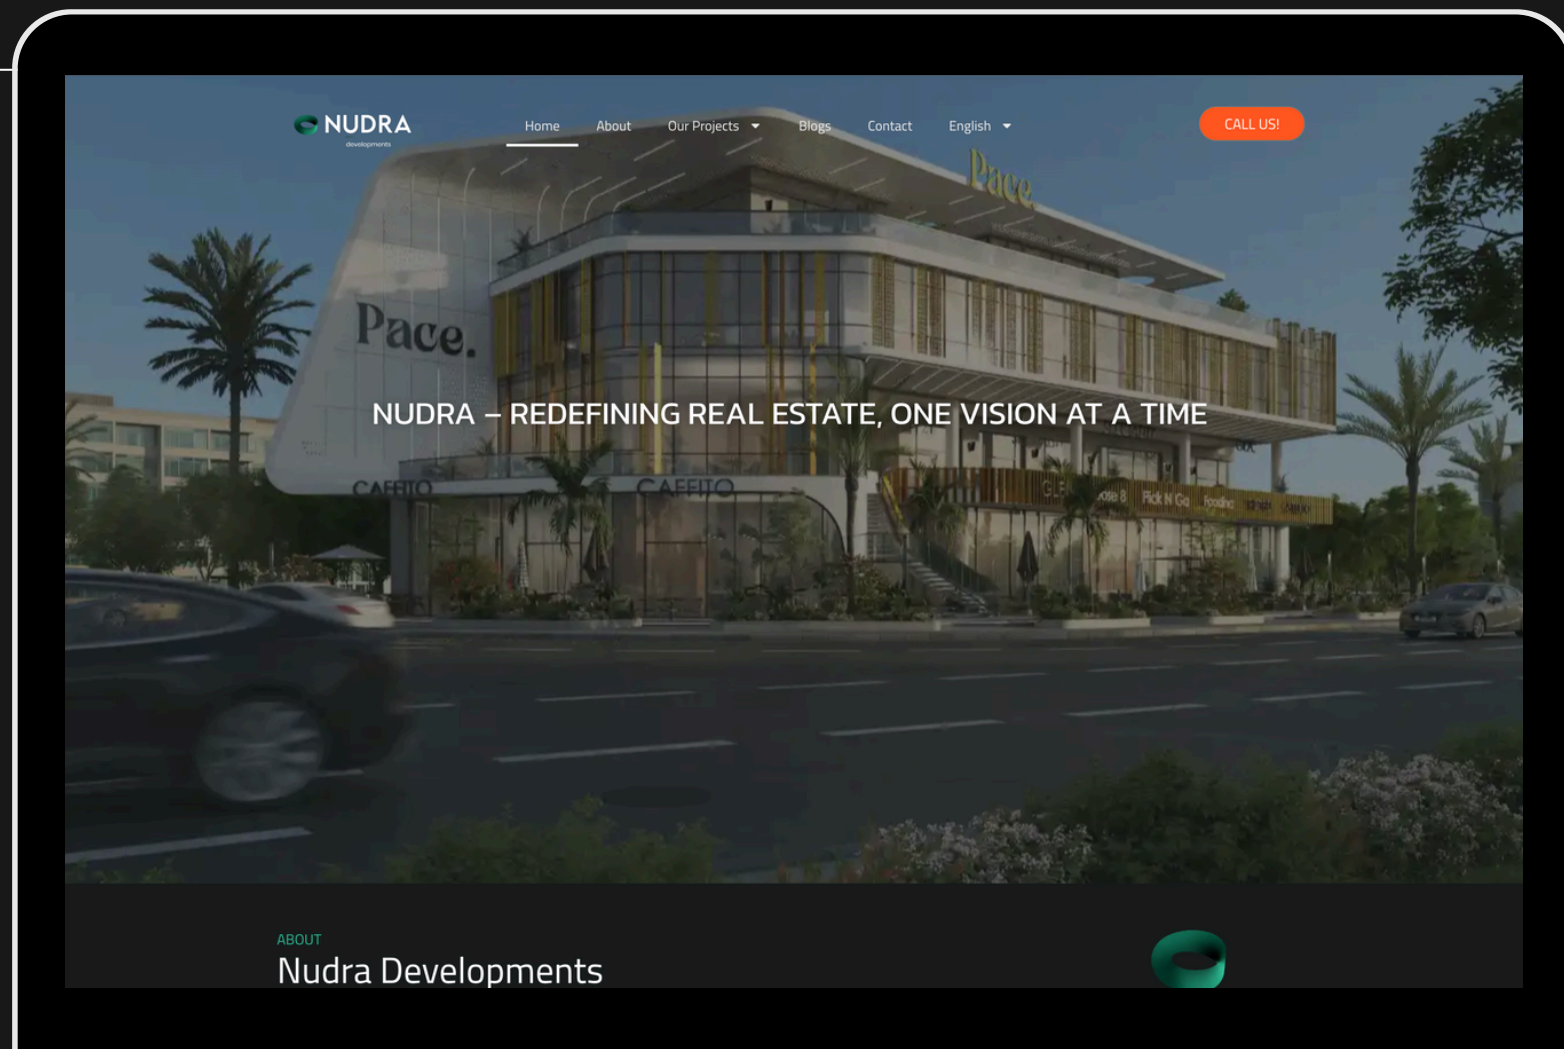 NUDRA
developments
Home About Our Projects Blogs Contact English
CALL US!
Pace.
Pace.
NUDRA – REDEFINING REAL ESTATE, ONE VISION AT A TIME
CAFFITO CAFFITO
Pick N Go
ABOUT
Nudra Developments